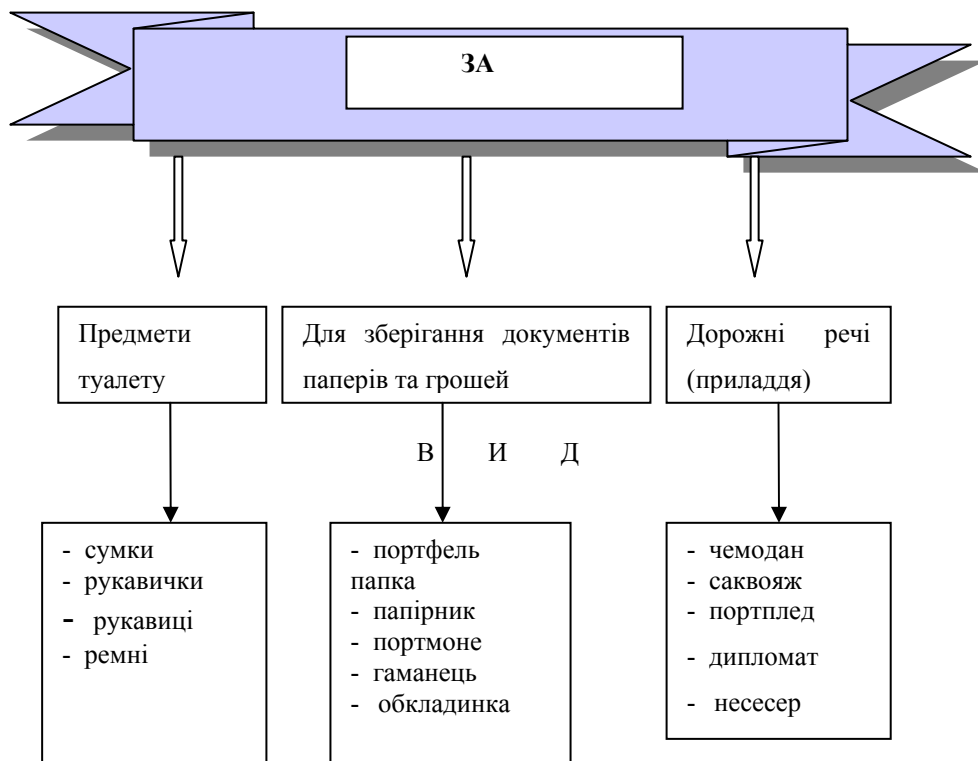 ЗА
Предмети
туалету
Для зберігання документів
паперів та грошей
Дорожні речі
(приладдя)
В И Д
- сумки
- рукавички
- рукавиці
- ремні
- портфель
папка
- папірник
- портмоне
- гаманець
- обкладинка
- чемодан
- саквояж
- портплед
- дипломат
- несесер